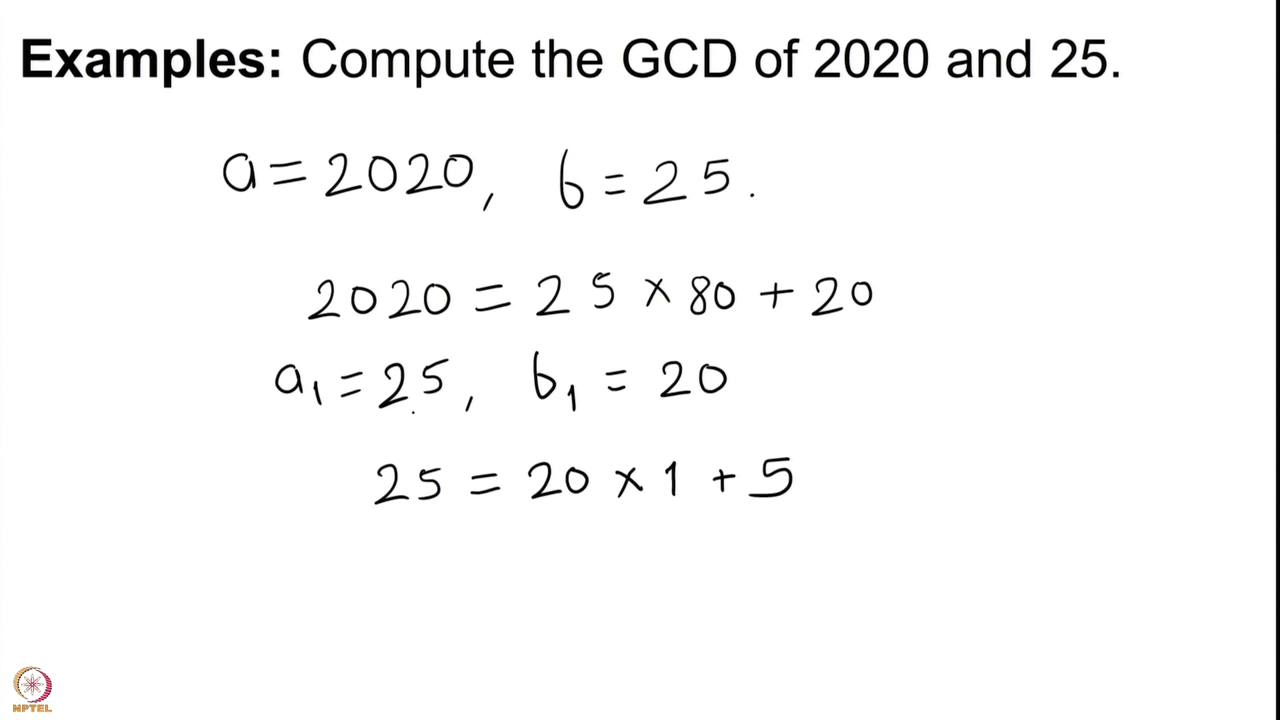 Examples: Compute the GCD of 2020 and 25.
a = 2020, b = 25.
2020 = 25 × 80 + 20
a₁ = 25, b₁ = 20
25 = 20 × 1 + 5
NPTEL